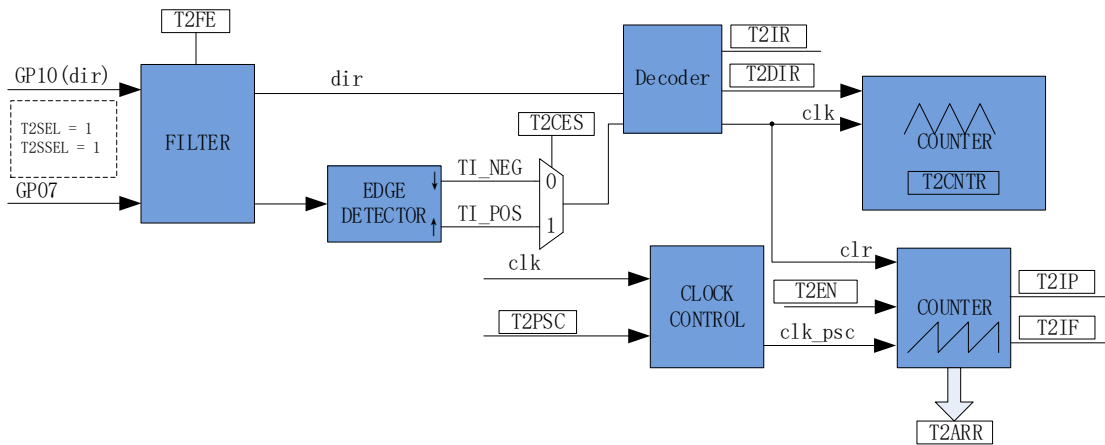 T2FE
GP10(dir)
T2SEL = 1
T2SSEL = 1
GP07
FILTER
dir
EDGE
DETECTOR
TI_NEG
TI_POS
T2CES
0
1
Decoder
T2IR
T2DIR
clk
COUNTER
T2CNTR
clk
T2PSC
CLOCK
CONTROL
clr
T2EN
clk_psc
COUNTER
T2IP
T2IF
T2ARR